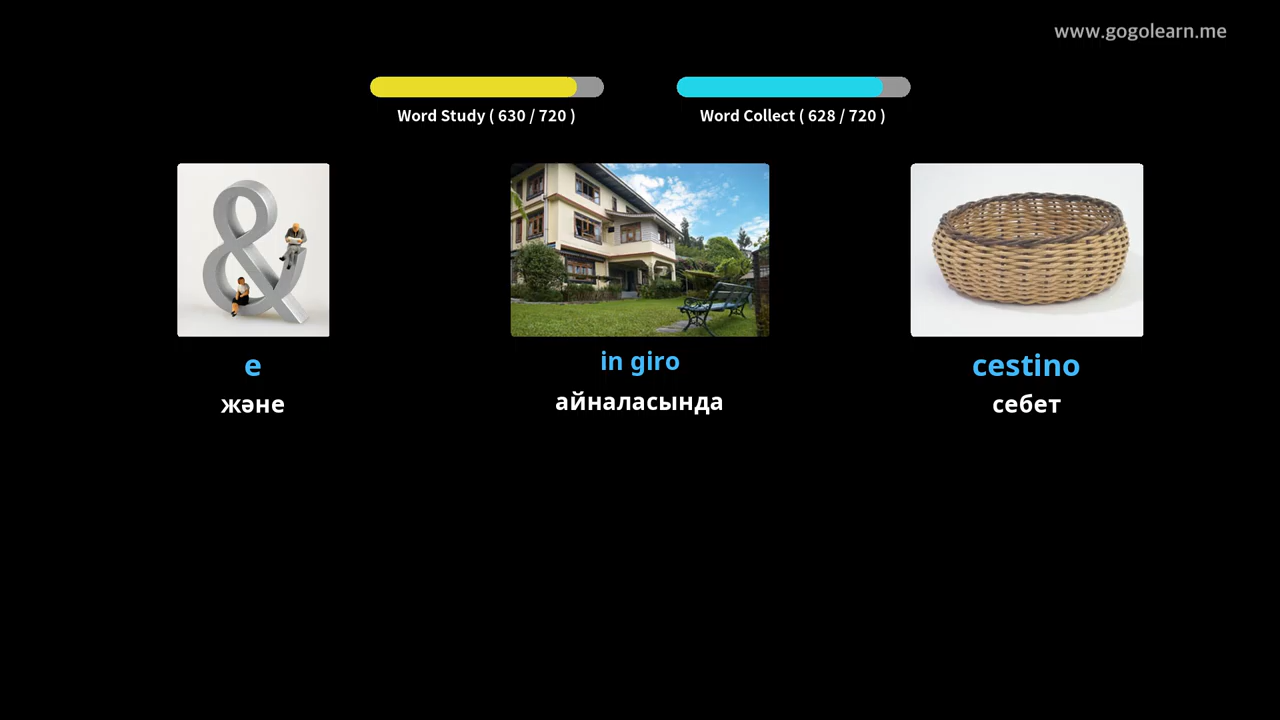 www.gogolearn.me
Word Study ( 630 / 720 )
Word Collect ( 628 / 720 )
&
e
in giro
cestino
және
айналасында
себет